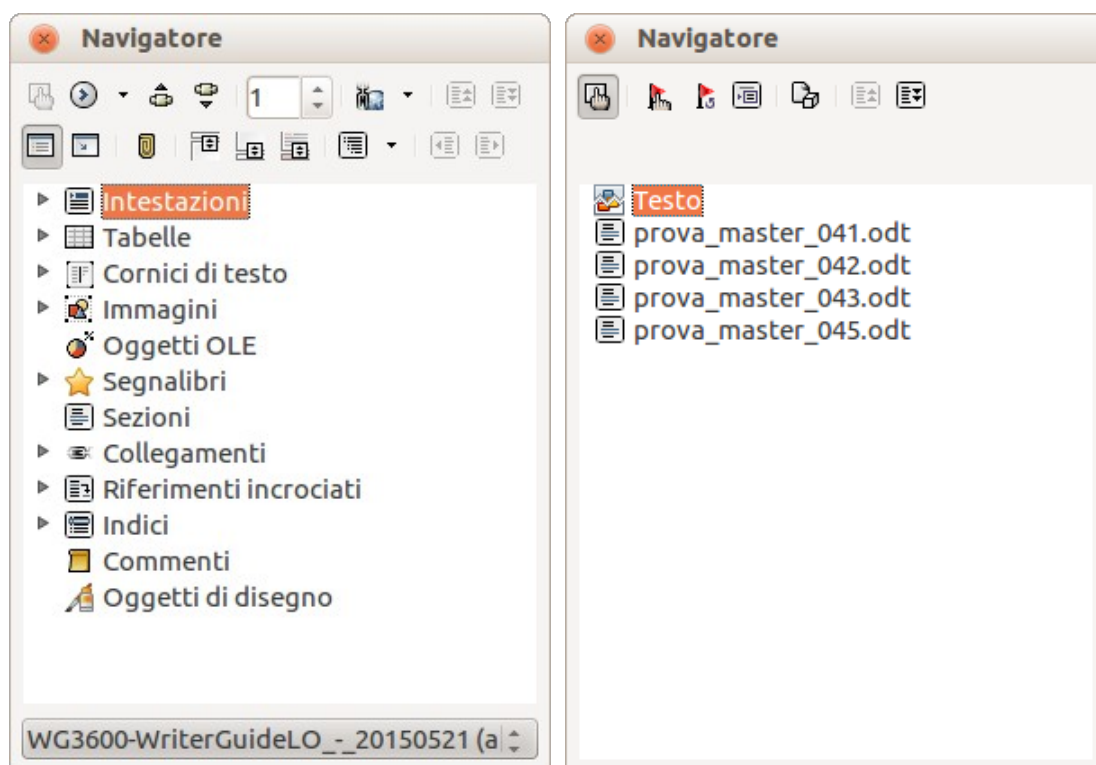 Navigatore
1
Intestazioni
Tabelle
Cornici di testo
Immagini
Oggetti OLE
Segnalibri
Sezioni
Collegamenti
Riferimenti incrociati
Indici
Commenti
Oggetti di disegno
WG3600-WriterGuideLO_-_20150521 (a
Navigatore
Testo
prova_master_041.odt
prova_master_042.odt
prova_master_043.odt
prova_master_045.odt